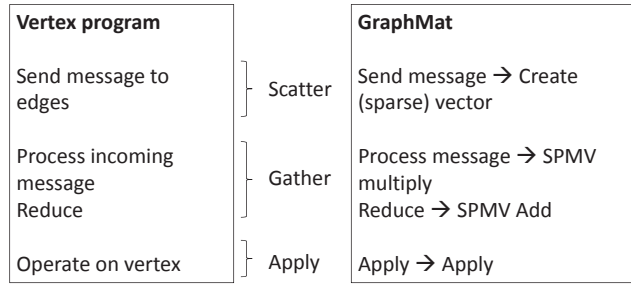 Vertex program
Send message to
edges
Process incoming
message
Reduce
Operate on vertex
Scatter
Gather
Apply
GraphMat
Send message → Create
(sparse) vector
Process message → SPMV
multiply
Reduce → SPMV Add
Apply → Apply